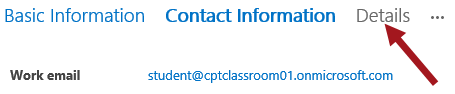 Basic Information Contact Information Details ...
Work email student@cptclassroom01.onmicrosoft.com